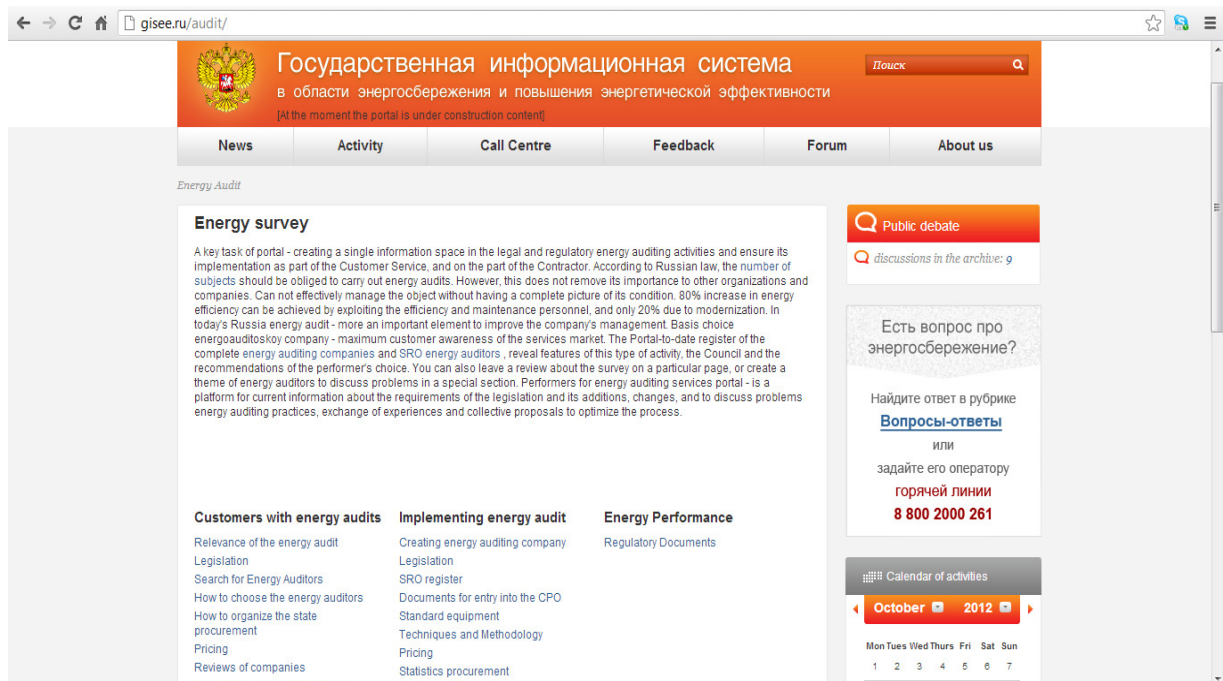 gisee.ru/audit/
Государственная информационная система
в области энергосбережения и повышения энергетической эффективности
[At the moment the portal is under construction content]
Поиск
News
Activity
Call Centre
Feedback
Forum
About us
Energy Audit
Energy survey
A key task of portal - creating a single information space in the legal and regulatory energy auditing activities and ensure its
implementation as part of the Customer Service, and on the part of the Contractor. According to Russian law, the number of
subjects should be obliged to carry out energy audits. However, this does not remove its importance to other organizations and
companies. Can not effectively manage the object without having a complete picture of its condition. 80% increase in energy
efficiency can be achieved by exploiting the efficiency and maintenance personnel, and only 20% due to modernization. In
today's Russia energy audit - more an important element to improve the company's management. Basis choice
energoauditoskoy company - maximum customer awareness of the services market. The Portal-to-date register of the
complete energy auditing companies and SRO energy auditors , reveal features of this type of activity, the Council and the
recommendations of the performer's choice. You can also leave a review about the survey on a particular page, or create a
theme of energy auditors to discuss problems in a special section. Performers for energy auditing services portal - is a
platform for current information about the requirements of the legislation and its additions, changes, and to discuss problems
energy auditing practices, exchange of experiences and collective proposals to optimize the process.
Customers with energy audits
Relevance of the energy audit
Legislation
Search for Energy Auditors
How to choose the energy auditors
How to organize the state
procurement
Pricing
Reviews of companies
Implementing energy audit
Creating energy auditing company
Legislation
SRO register
Documents for entry into the CPO
Standard equipment
Techniques and Methodology
Pricing
Statistics procurement
Energy Performance
Regulatory Documents
Public debate
discussions in the archive: 9
Есть вопрос про
энергосбережение?
Найдите ответ в рубрике
Вопросы-ответы
или
задайте его оператору
горячей линии
8 800 2000 261
Calendar of activities
October 2012
Mon Tues Wed Thurs Fri Sat Sun
1 2 3 4 5 6 7